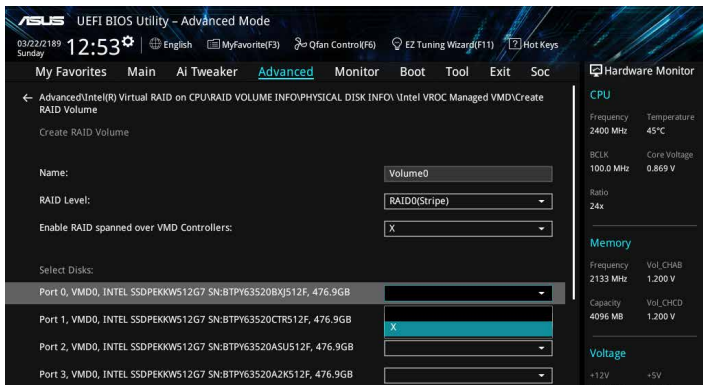 ASUS UEFI BIOS Utility – Advanced Mode
03/22/2189 Sunday 12:53 English MyFavorite(F3) Qfan Control(F6) EZ Tuning Wizard(F11) Hot Keys
My Favorites Main Ai Tweaker Advanced Monitor Boot Tool Exit Soc
Hardware Monitor
← Advanced\Intel(R) Virtual RAID on CPU\RAID VOLUME INFO\PHYSICAL DISK INFO\ \Intel VROC Managed VMD\Create
RAID Volume
Create RAID Volume
Name: Volume0
RAID Level: RAID0(Stripe)
Enable RAID spanned over VMD Controllers: X
Select Disks:
Port 0, VMD0, INTEL SSDPEKKW512G7 SN:BTPY63520BXJ512F, 476.9GB
Port 1, VMD0, INTEL SSDPEKKW512G7 SN:BTPY63520CTR512F, 476.9GB
X
Port 2, VMD0, INTEL SSDPEKKW512G7 SN:BTPY63520ASU512F, 476.9GB
Port 3, VMD0, INTEL SSDPEKKW512G7 SN:BTPY63520A2K512F, 476.9GB
CPU
Frequency Temperature
2400 MHz 45°C
BCLK Core Voltage
100.0 MHz 0.869 V
Ratio
24x
Memory
Frequency Vol_CHAB
2133 MHz 1.200 V
Capacity Vol_CHCD
4096 MB 1.200 V
Voltage
+12V +5V